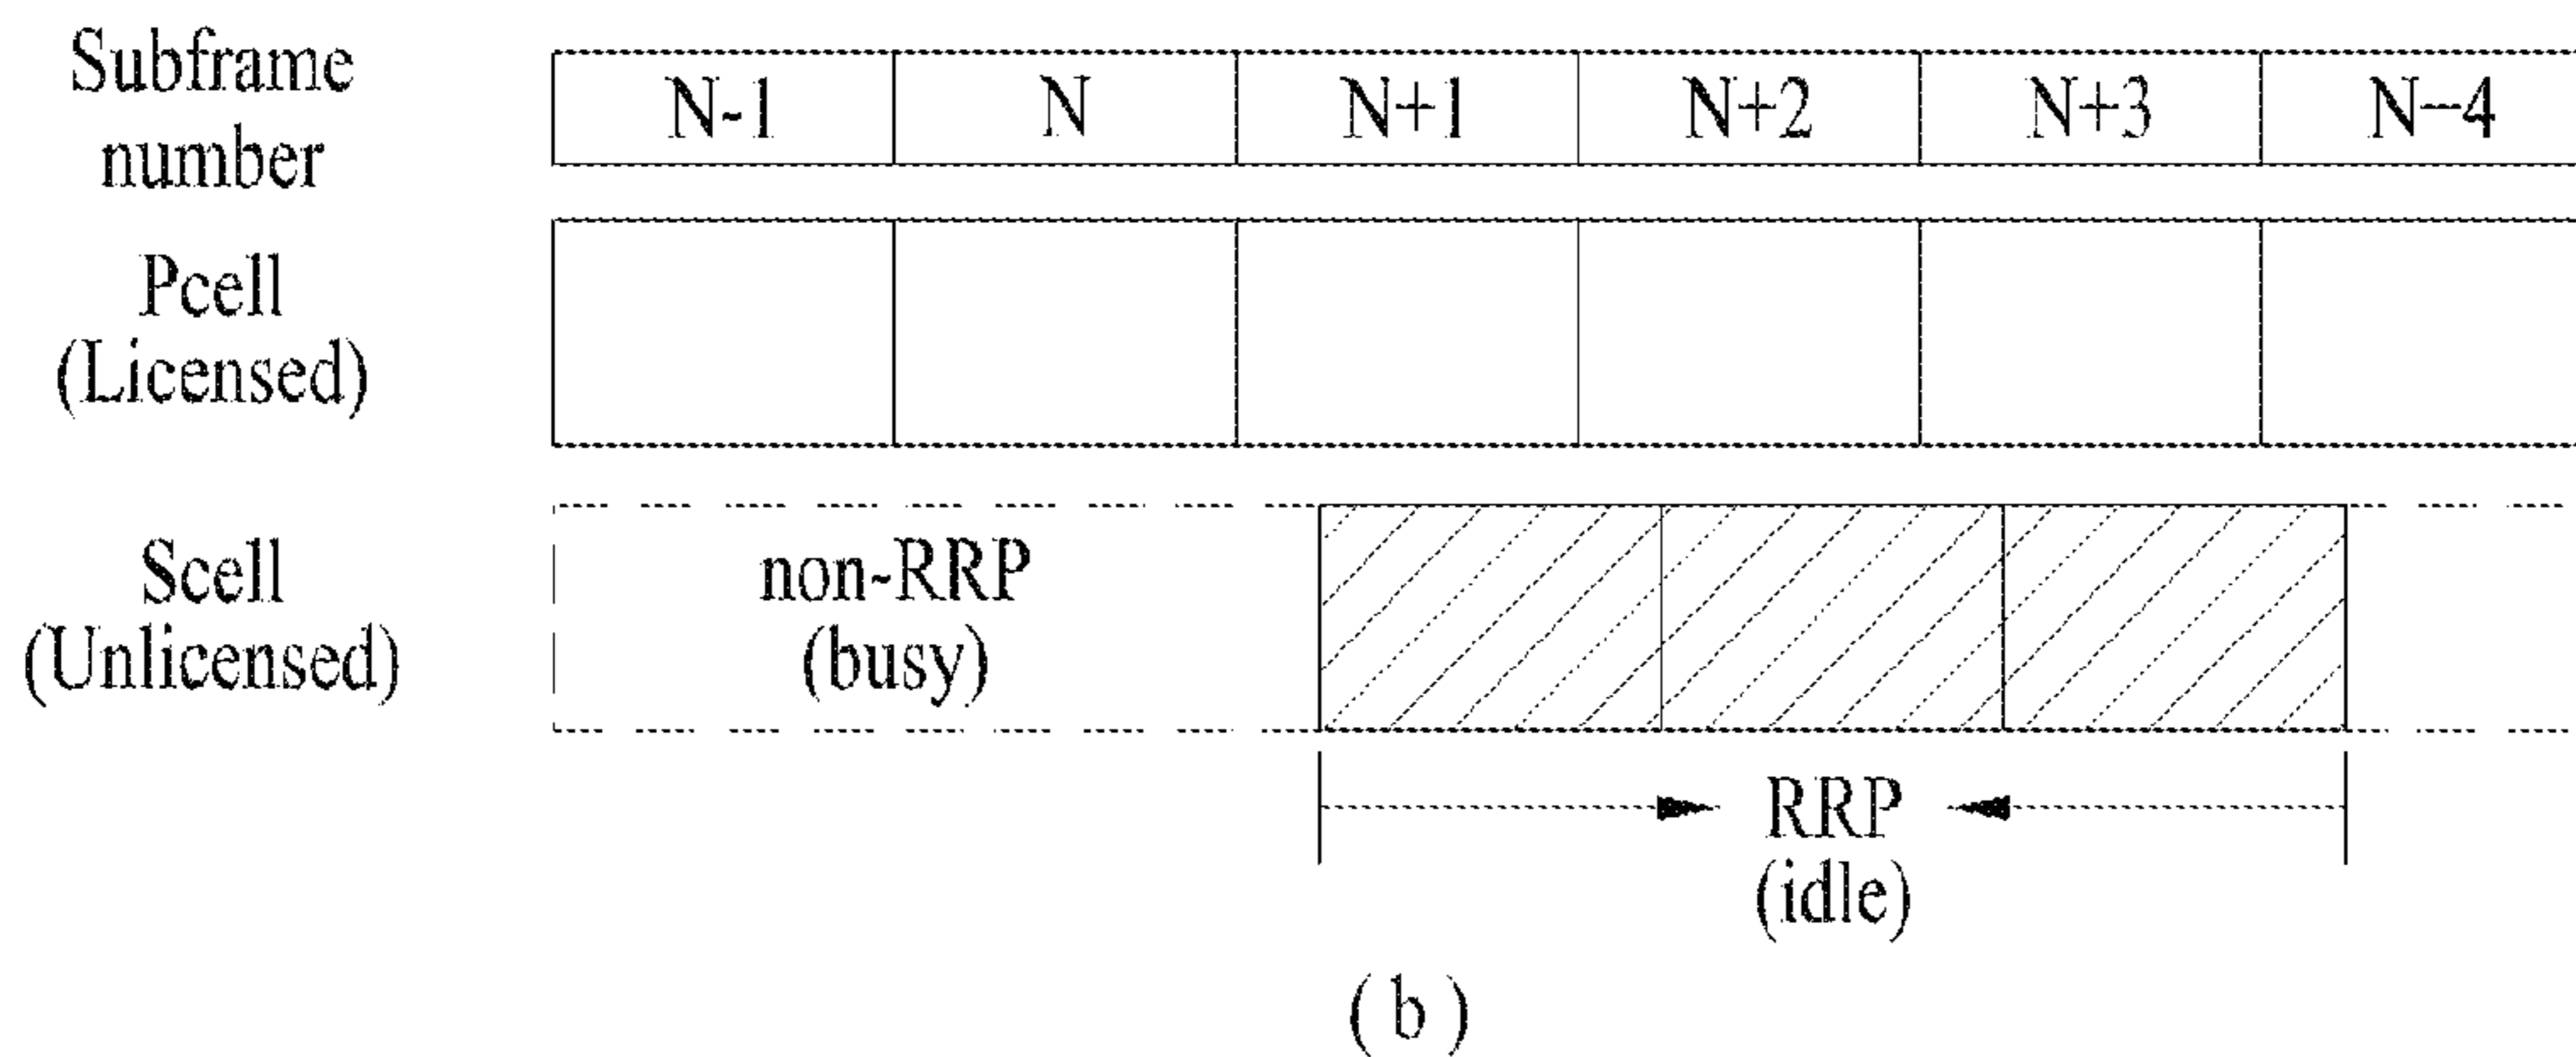 Subframe
number
N-1 N N+1 N+2 N+3 N−4
Pcell
(Licensed)
Scell
(Unlicensed)
non-RRP
(busy)
RRP
(idle)
( b )